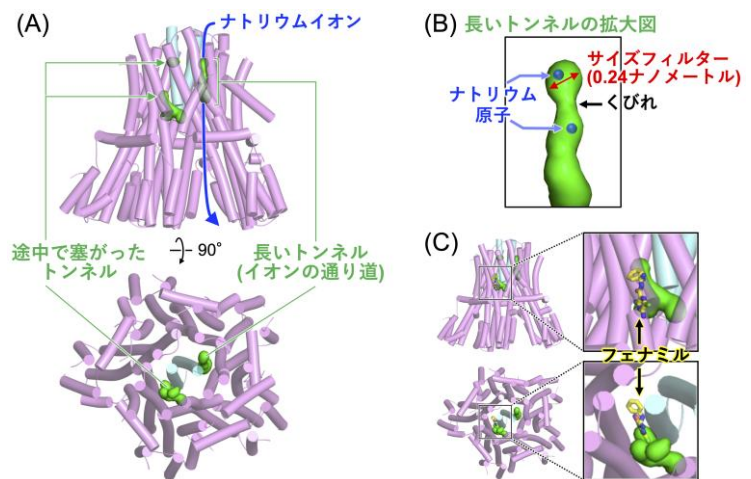 (A)
ナトリウムイオン
途中で塞がった
トンネル
90°
長いトンネル
(イオンの通り道)
(B) 長いトンネルの拡大図
サイズフィルター
(0.24ナノメートル)
ナトリウム
原子
くびれ
(C)
フェナミル